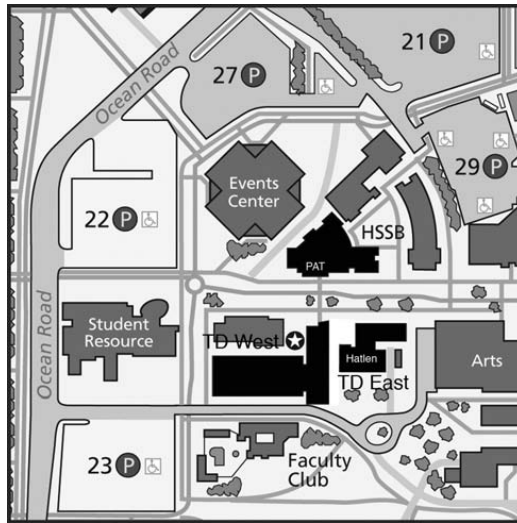 21 P
Ocean Road
27 P
29 P
Events
Center
22 P
HSSB
PAT
Ocean Road
Student
Resource
TD West
Hatlen
Arts
TD East
23 P
Faculty
Club